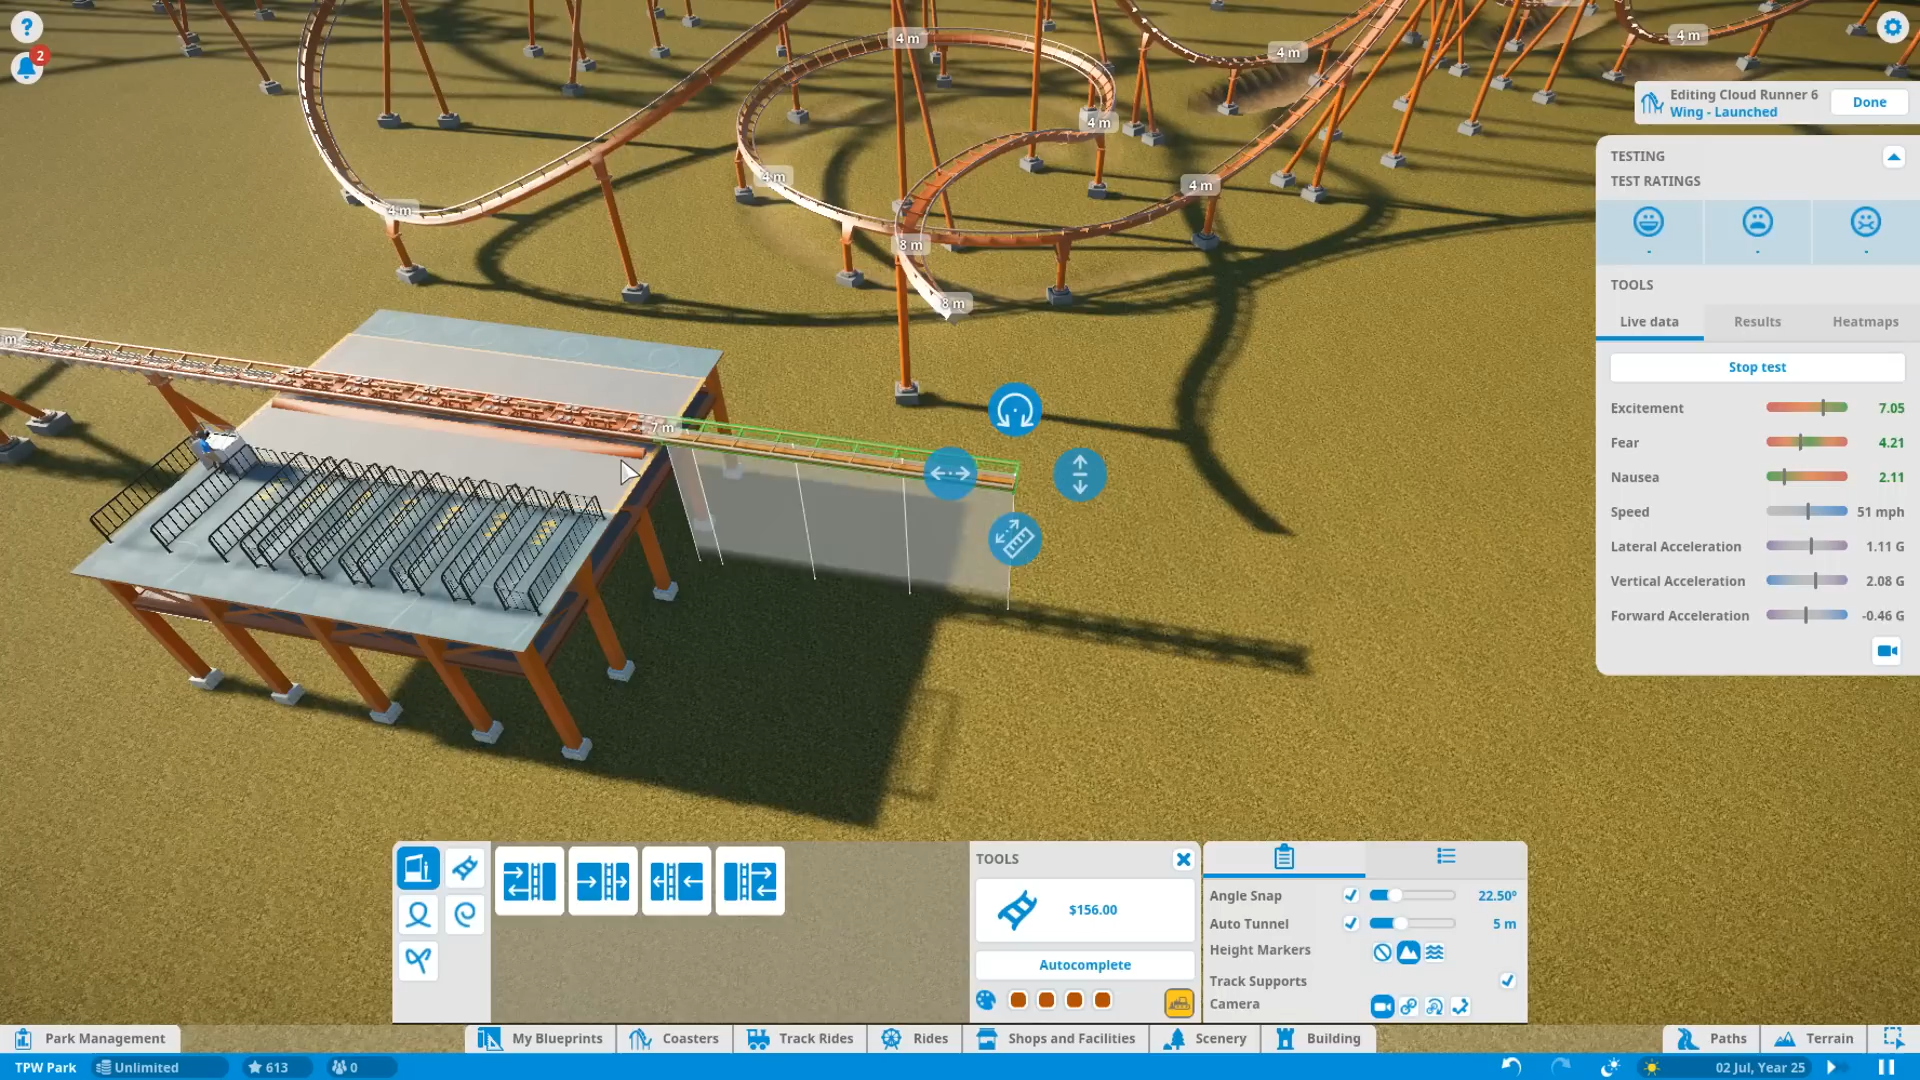 ?
2
4 m
4 m
4 m
4 m
4 m
4 m
4 m
8 m
8 m
m
7 m
Editing Cloud Runner 6
Wing - Launched
Done
TESTING
TEST RATINGS
- - -
TOOLS
Live data Results Heatmaps
Stop test
Excitement 7.05
Fear 4.21
Nausea 2.11
Speed 51 mph
Lateral Acceleration 1.11 G
Vertical Acceleration 2.08 G
Forward Acceleration -0.46 G
TOOLS
$156.00
Autocomplete
Angle Snap 22.50°
Auto Tunnel 5 m
Height Markers
Track Supports
Camera
Park Management My Blueprints Coasters Track Rides Rides Shops and Facilities Scenery Building Paths Terrain
TPW Park Unlimited 613 0 02 Jul, Year 25